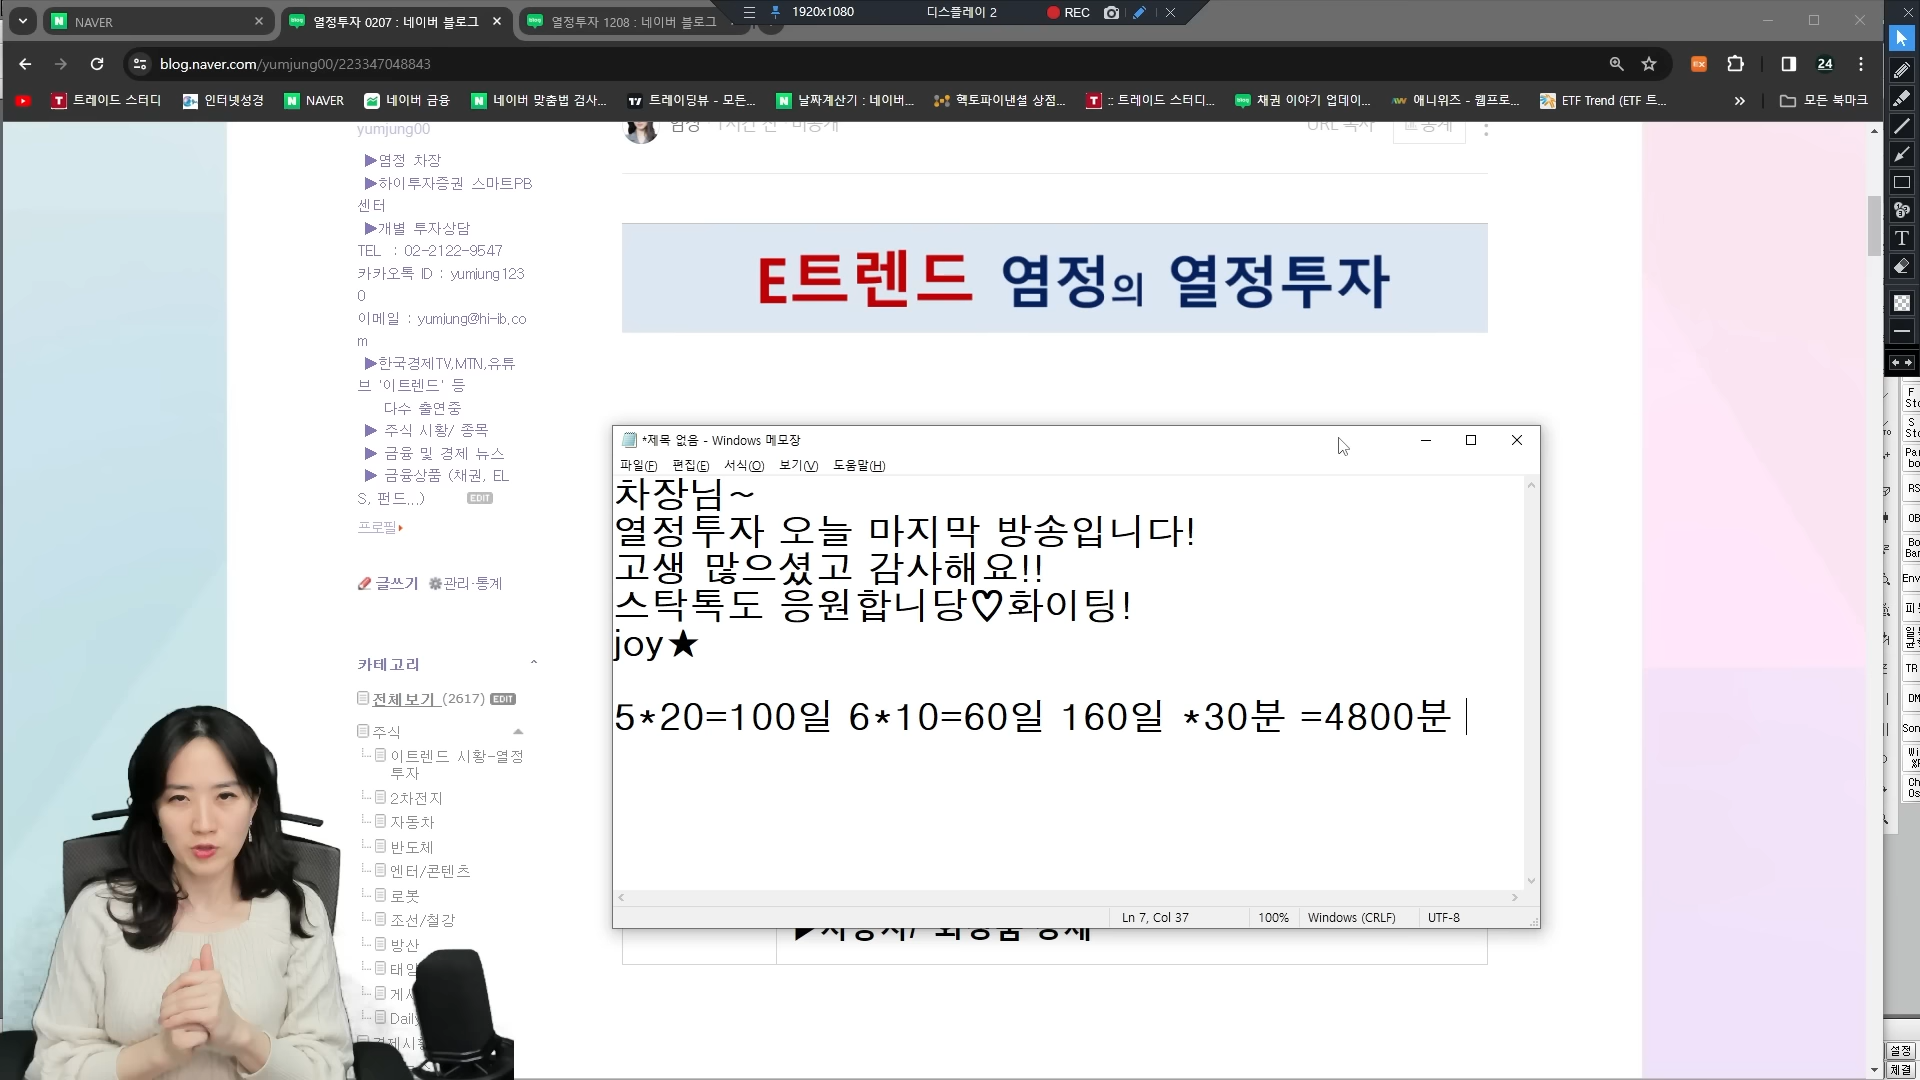 1920x1080
디스플레이 2
REC
NAVER
열정투자 0207 : 네이버 블로그
열정투자 1208 : 네이버 블로그
blog.naver.com/yumjung00/223347048843
24
트레이드 스터디
인터넷성경
NAVER
네이버 금융
네이버 맞춤법 검사...
트레이딩뷰 - 모든...
날짜계산기 : 네이버...
핵토파이낸셜 상점...
:: 트레이드 스터디...
채권 이야기 업데이...
애니위즈 - 웹프로...
ETF Trend (ETF 트...
모든 북마크
yumjung00
▶염정 차장
▶하이투자증권 스마트PB
센터
▶개별 투자상담
TEL : 02-2122-9547
카카오톡 ID : yumjung123
0
이메일 : yumjung@hi-ib.co
m
▶한국경제TV,MTN,유튜
브 '이트렌드' 등
다수 출연중
▶ 주식 시황/ 종목
▶ 금융 및 경제 뉴스
▶ 금융상품 (채권, EL
S, 펀드...) EDIT
프로필
글쓰기 관리·통계
카테고리
전체보기 (2617) EDIT
주식
이트렌드 시황-열정
투자
2차전지
자동차
반도체
엔터/콘텐츠
로봇
조선/철강
방산
E트렌드 염정의 열정투자
*제목 없음 - Windows 메모장
파일(F) 편집(E) 서식(O) 보기(V) 도움말(H)
차장님~
열정투자 오늘 마지막 방송입니다!
고생 많으셨고 감사해요!!
스탁톡도 응원합니당♡화이팅!
joy★
5*20=100일 6*10=60일 160일 *30분 =4800분
Ln 7, Col 37
100%
Windows (CRLF)
UTF-8
설정
체결